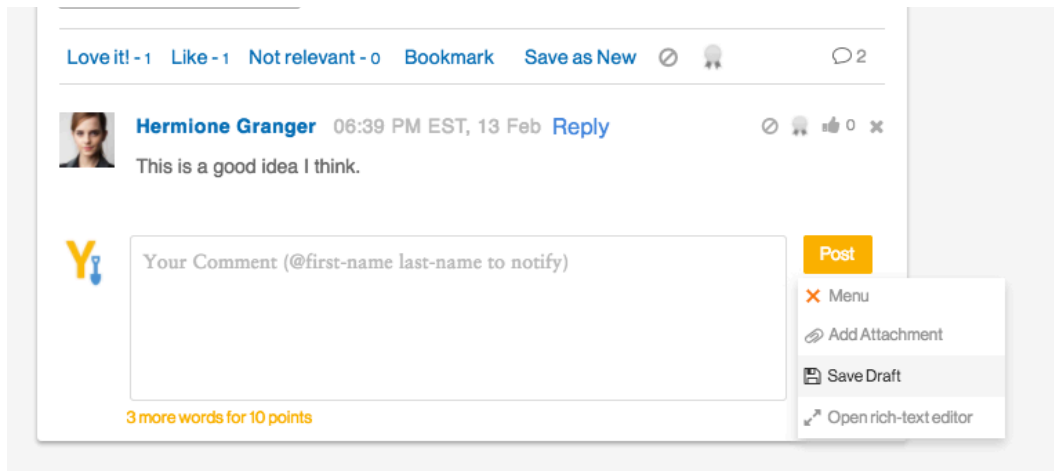 Love it! - 1 Like - 1 Not relevant - 0 Bookmark Save as New 2
Hermione Granger 06:39 PM EST, 13 Feb Reply 0
This is a good idea I think.
Y
Your Comment (@first-name last-name to notify)
Post
Menu
Add Attachment
Save Draft
3 more words for 10 points
Open rich-text editor